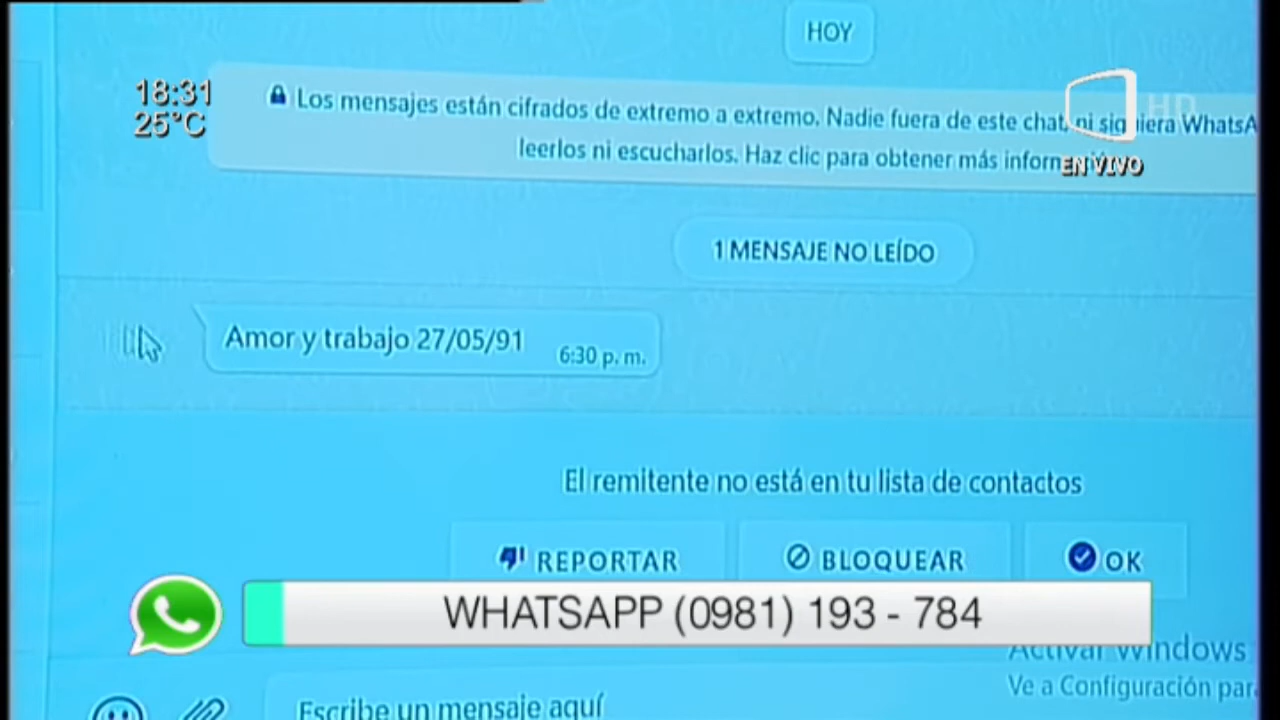 HOY
18:31
25°C
Los mensajes están cifrados de extremo a extremo. Nadie fuera de este chat, ni siquiera WhatsA
leerlos ni escucharlos. Haz clic para obtener más inform
HD
EN VIVO
1 MENSAJE NO LEÍDO
Amor y trabajo 27/05/91
6:30 p. m.
El remitente no está en tu lista de contactos
REPORTAR
BLOQUEAR
OK
WHATSAPP (0981) 193 - 784
Activar Windows
Ve a Configuración par
Escribe un mensaje aquí